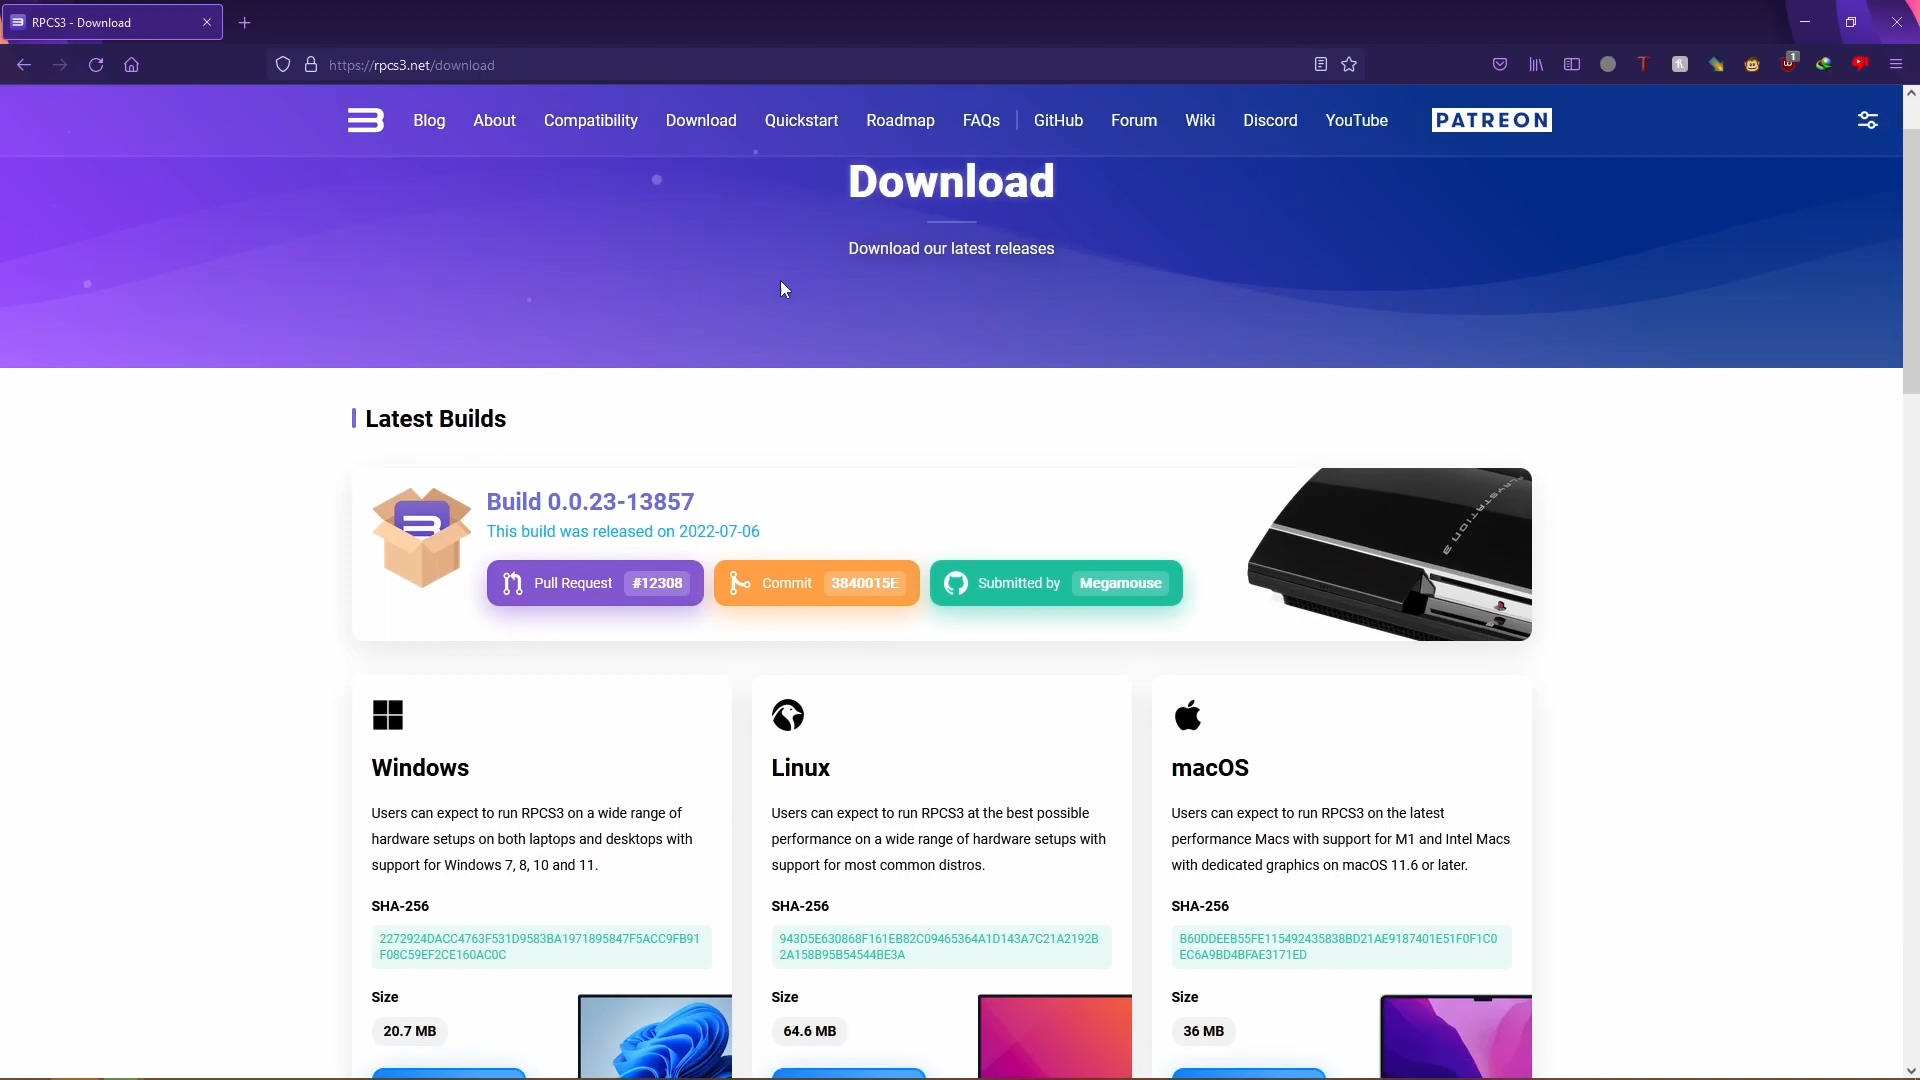 RPCS3 - Download
https://rpcs3.net/download
1
Blog About Compatibility Download Quickstart Roadmap FAQs GitHub Forum Wiki Discord YouTube PATREON
Download
Download our latest releases
Latest Builds
Build 0.0.23-13857
This build was released on 2022-07-06
Pull Request #12308 Commit 3840015E Submitted by Megamouse
PLAYSTATION 3
Windows
Users can expect to run RPCS3 on a wide range of
hardware setups on both laptops and desktops with
support for Windows 7, 8, 10 and 11.
SHA-256
2272924DACC4763F531D9583BA1971895847F5ACC9FB91
F08C59EF2CE160AC0C
Size
20.7 MB
Linux
Users can expect to run RPCS3 at the best possible
performance on a wide range of hardware setups with
support for most common distros.
SHA-256
943D5E630868F161EB82C09465364A1D143A7C21A2192B
2A158B95B54544BE3A
Size
64.6 MB
macOS
Users can expect to run RPCS3 on the latest
performance Macs with support for M1 and Intel Macs
with dedicated graphics on macOS 11.6 or later.
SHA-256
B60DDEEB55FE115492435838BD21AE9187401E51F0F1C0
EC6A9BD4BFAE3171ED
Size
36 MB